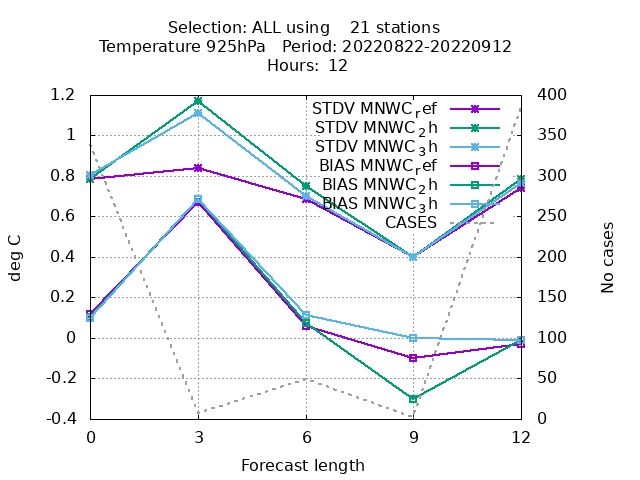 Selection: ALL using 21 stations
Temperature 925hPa Period: 20220822-20220912
Hours: 12
1.2
1
0.8
0.6
0.4
0.2
0
-0.2
-0.4
deg C
STDV MNWC_ref
STDV MNWC_2h
STDV MNWC_3h
BIAS MNWC_ref
BIAS MNWC_2h
BIAS MNWC_3h
CASES
400
350
300
250
200
150
100
50
0
No cases
0 3 6 9 12
Forecast length